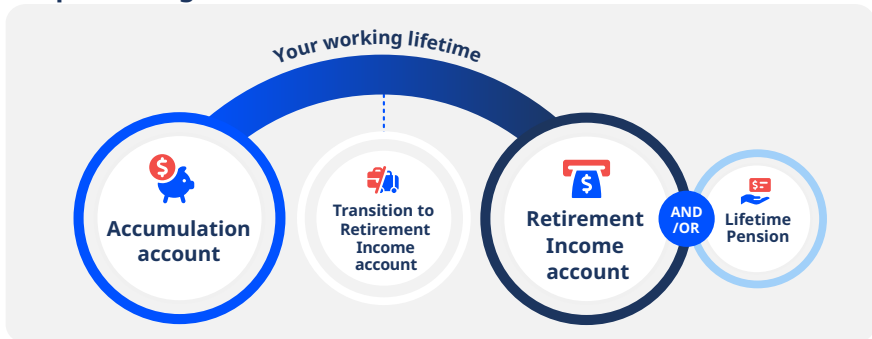 Your working lifetime
$
Accumulation
account
Transition to
Retirement
Income
account
$
Retirement
Income
account
AND
/OR
$
Lifetime
Pension